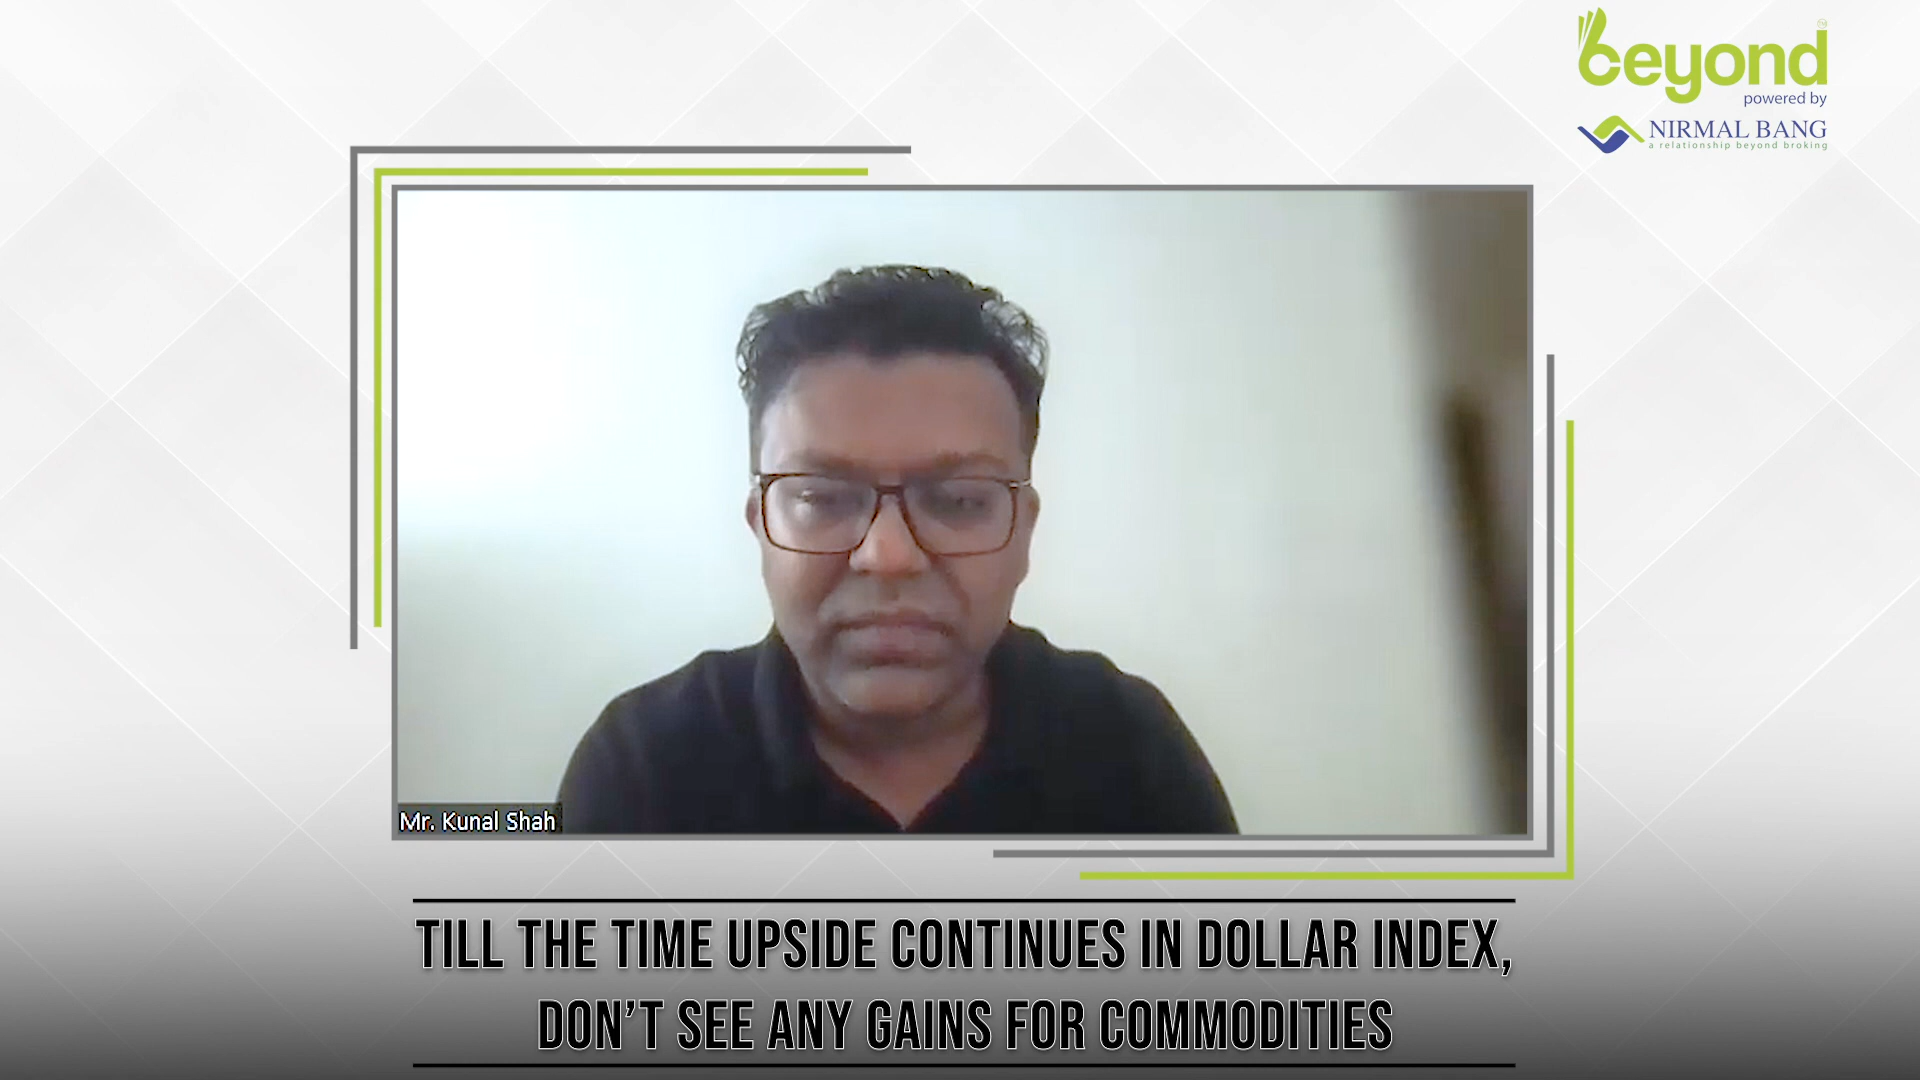 beyond
TM
powered by
NIRMAL BANG
a relationship beyond broking
Mr. Kunal Shah
TILL THE TIME UPSIDE CONTINUES IN DOLLAR INDEX,
DON'T SEE ANY GAINS FOR COMMODITIES